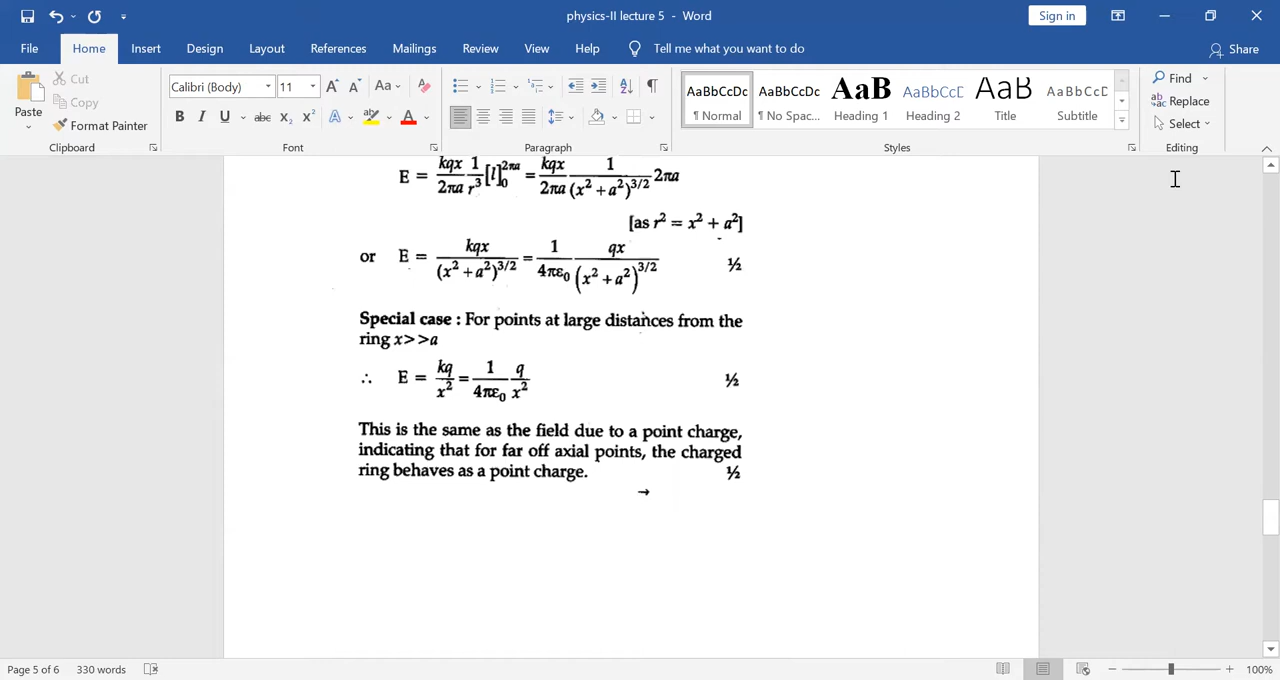 physics-II lecture 5 - Word
Sign in
File Home Insert Design Layout References Mailings Review View Help Tell me what you want to do Share
Paste
Cut
Copy
Format Painter
Clipboard
Calibri (Body) 11
Font
Paragraph
AaBbCcDc ¶ Normal
AaBbCcDc ¶ No Spac...
AaB Heading 1
AaBbCcD Heading 2
AaB Title
AaBbCcD Subtitle
Styles
Find
Replace
Select
Editing
E = kqx/2πa 1/r³ [l]₀^2πa = kqx/2πa 1/(x² + a²)^3/2 2πa
[as r² = x² + a²]
or E = kqx/(x² + a²)^3/2 = 1/4πε₀ qx/(x² + a²)^3/2 ½
Special case : For points at large distances from the
ring x>>a
∴ E = kq/x² = 1/4πε₀ q/x² ½
This is the same as the field due to a point charge,
indicating that for far off axial points, the charged
ring behaves as a point charge. ½
→
Page 5 of 6 330 words 100%